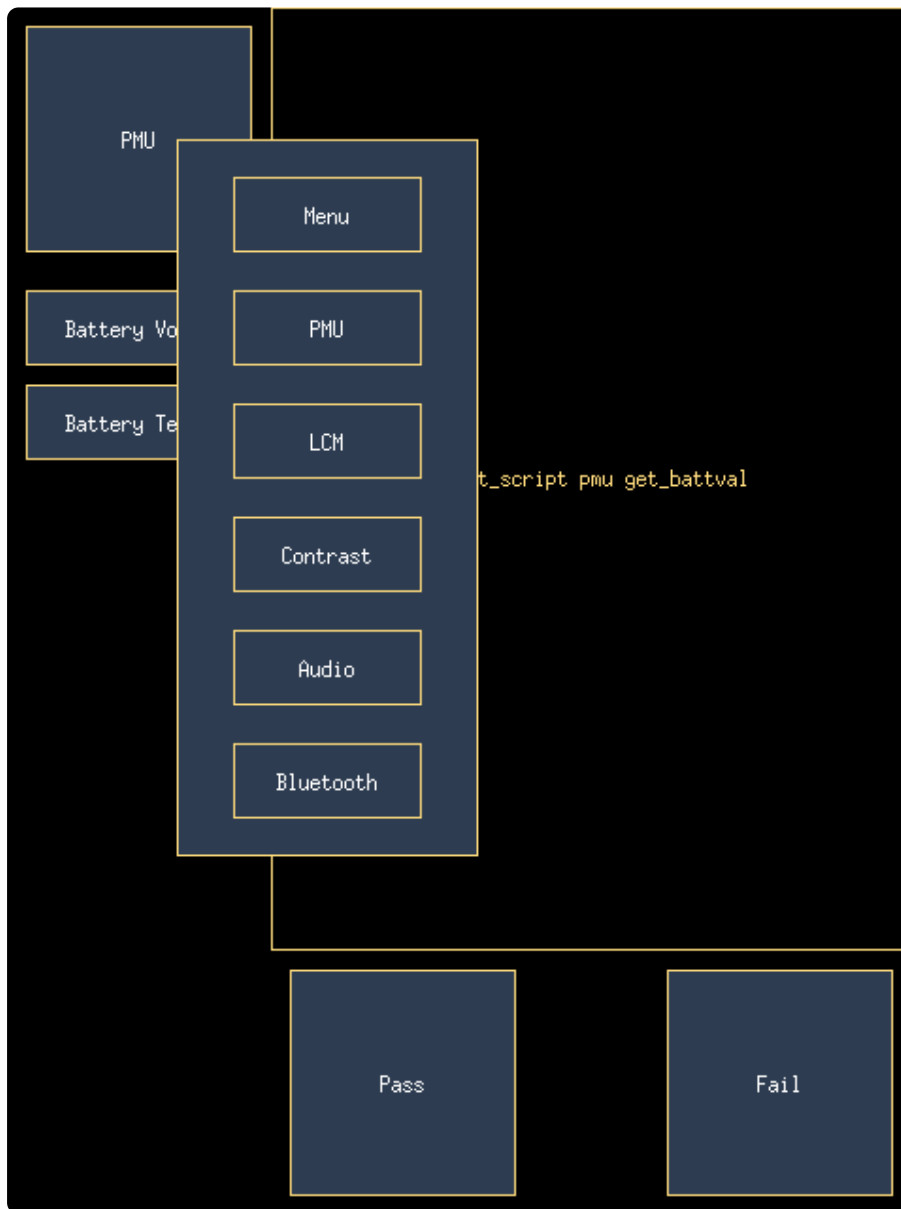 PMU
Menu
Battery Vo
PMU
Battery Te
LCM
t_script pmu get_battval
Contrast
Audio
Bluetooth
Pass
Fail